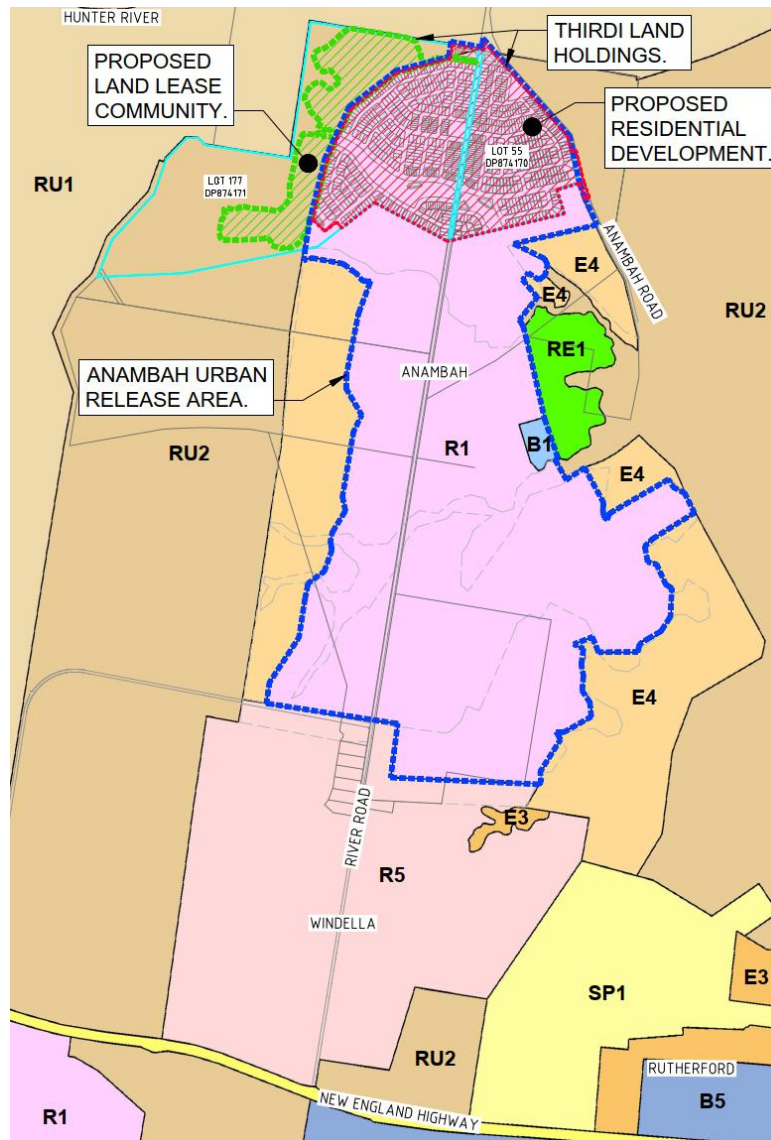 HUNTER RIVER
THIRDI LAND
HOLDINGS.
PROPOSED
LAND LEASE
COMMUNITY.
PROPOSED
RESIDENTIAL
DEVELOPMENT.
LOT 55
DP874170
RU1
LOT 177
DP874171
ANAMBAH ROAD
E4
E4
RU2
RE1
ANAMBAH URBAN
RELEASE AREA.
ANAMBAH
RU2
R1
B1
E4
E4
RIVER ROAD
E3
R5
WINDELLA
SP1
E3
RU2
RUTHERFORD
B5
R1
NEW ENGLAND HIGHWAY